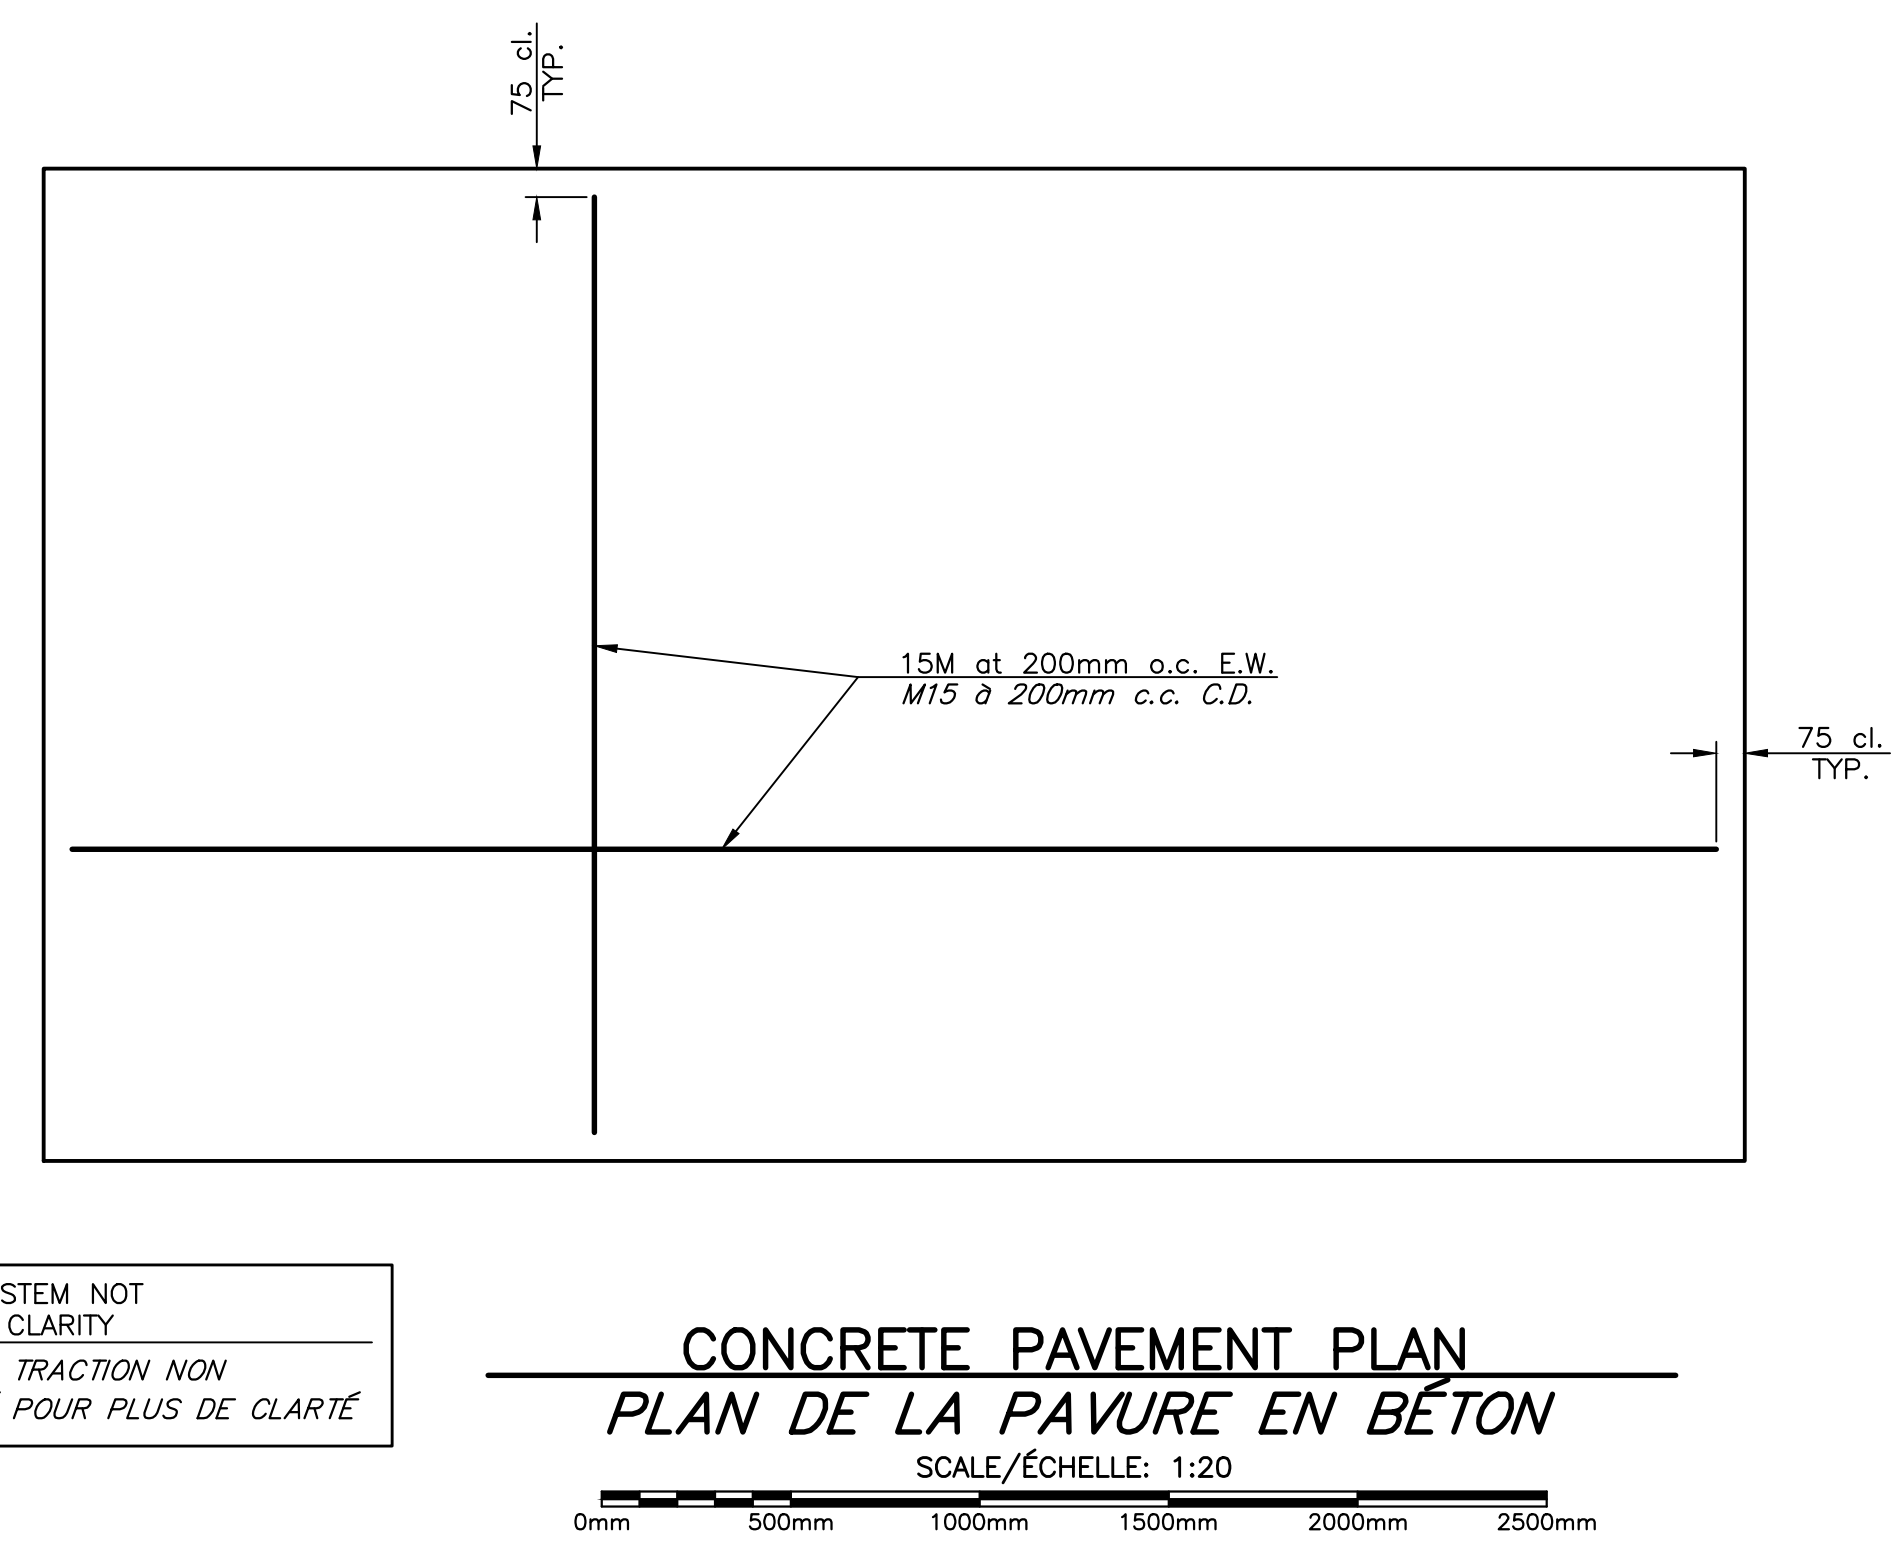 75 cl.
TYP.
15M at 200mm o.c. E.W.
M15 à 200mm c.c. C.D.
75 cl.
TYP.
STEM NOT
CLARITY
TRACTION NON
POUR PLUS DE CLARTÉ
CONCRETE PAVEMENT PLAN
PLAN DE LA PAVURE EN BÉTON
SCALE/ÉCHELLE: 1:20
0mm 500mm 1000mm 1500mm 2000mm 2500mm